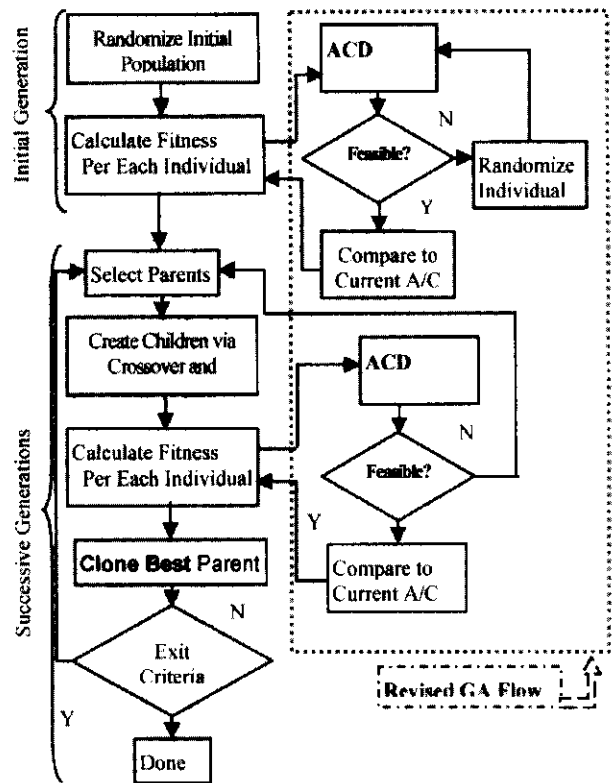 Initial Generation
Randomize Initial
Population
Calculate Fitness
Per Each Individual
ACD
N
Feasible?
Randomize
Individual
Y
Compare to
Current A/C
Successive Generations
Select Parents
Create Children via
Crossover and
ACD
N
Calculate Fitness
Per Each Individual
Feasible?
Y
Clone Best Parent
Compare to
Current A/C
N
Exit
Criteria
Y
Done
Revised GA Flow